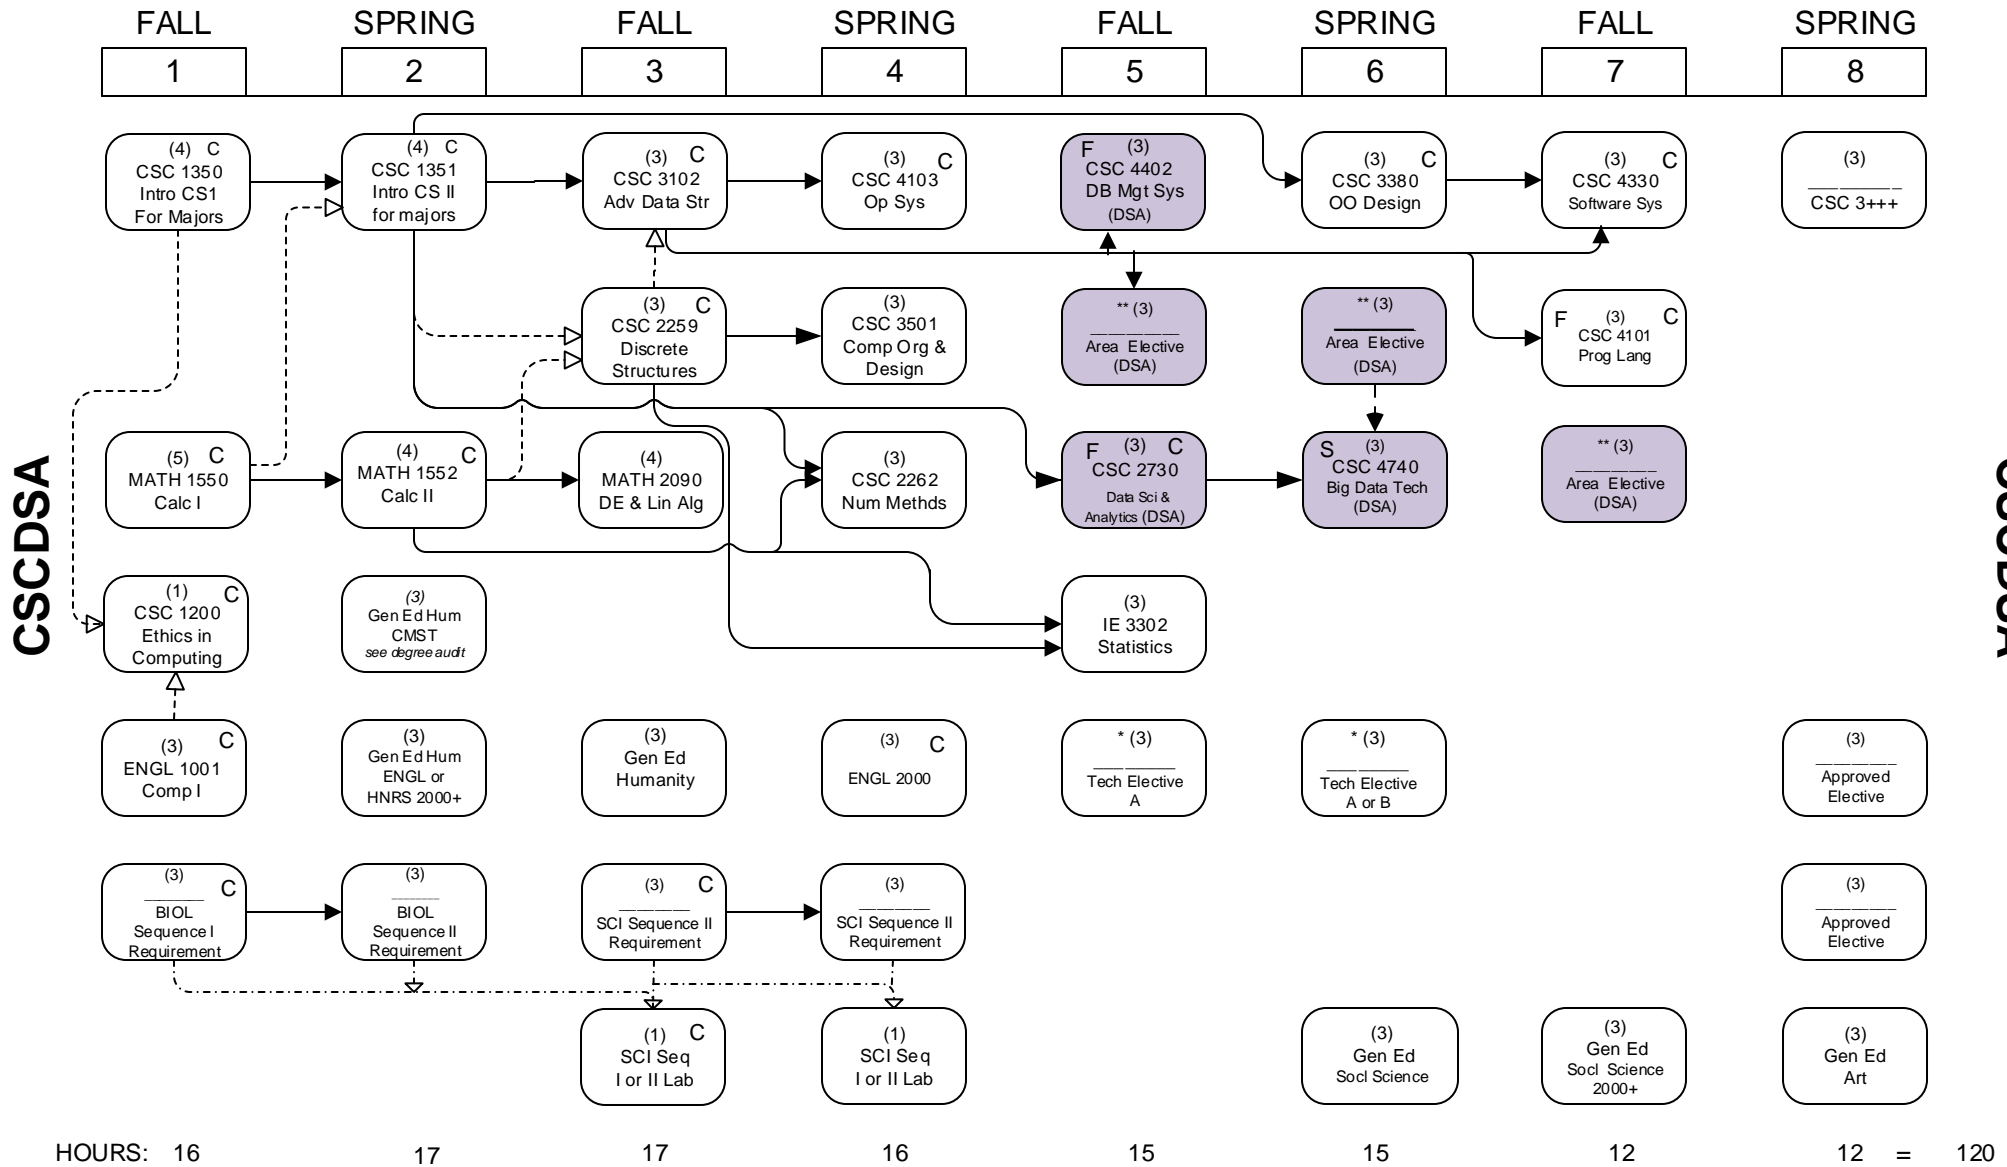 FALL SPRING FALL SPRING FALL SPRING FALL SPRING
1 2 3 4 5 6 7 8
CSCDSA
(4) C
CSC 1350
Intro CS1
For Majors
(4) C
CSC 1351
Intro CS II
for majors
(3) C
CSC 3102
Adv Data Str
(3) C
CSC 4103
Op Sys
F (3)
CSC 4402
DB Mgt Sys
(DSA)
(3) C
CSC 3380
OO Design
(3) C
CSC 4330
Software Sys
(3)
__________
CSC 3+++
(3) C
CSC 2259
Discrete
Structures
(3)
CSC 3501
Comp Org &
Design
** (3)
__________
Area Elective
(DSA)
** (3)
__________
Area Elective
(DSA)
F (3) C
CSC 4101
Prog Lang
(5) C
MATH 1550
Calc I
(4) C
MATH 1552
Calc II
(4)
MATH 2090
DE & Lin Alg
(3)
CSC 2262
Num Methds
F (3) C
CSC 2730
Data Sci &
Analytics (DSA)
S (3)
CSC 4740
Big Data Tech
(DSA)
** (3)
_________
Area Elective
(DSA)
(1) C
CSC 1200
Ethics in
Computing
(3)
Gen Ed Hum
CMST
see degree audit
(3)
IE 3302
Statistics
(3) C
ENGL 1001
Comp I
(3)
Gen Ed Hum
ENGL or
HNRS 2000+
(3)
Gen Ed
Humanity
(3) C
ENGL 2000
* (3)
_________
Tech Elective
A
* (3)
_________
Tech Elective
A or B
(3)
_________
Approved
Elective
(3) C
_______
BIOL
Sequence I
Requirement
(3)
_______
BIOL
Sequence II
Requirement
(3) C
________
SCI Sequence II
Requirement
(3)
________
SCI Sequence II
Requirement
(3)
_________
Approved
Elective
(1) C
SCI Seq
I or II Lab
(1)
SCI Seq
I or II Lab
(3)
Gen Ed
Socl Science
(3)
Gen Ed
Socl Science
2000+
(3)
Gen Ed
Art
HOURS: 16 17 17 16 15 15 12 12 = 120